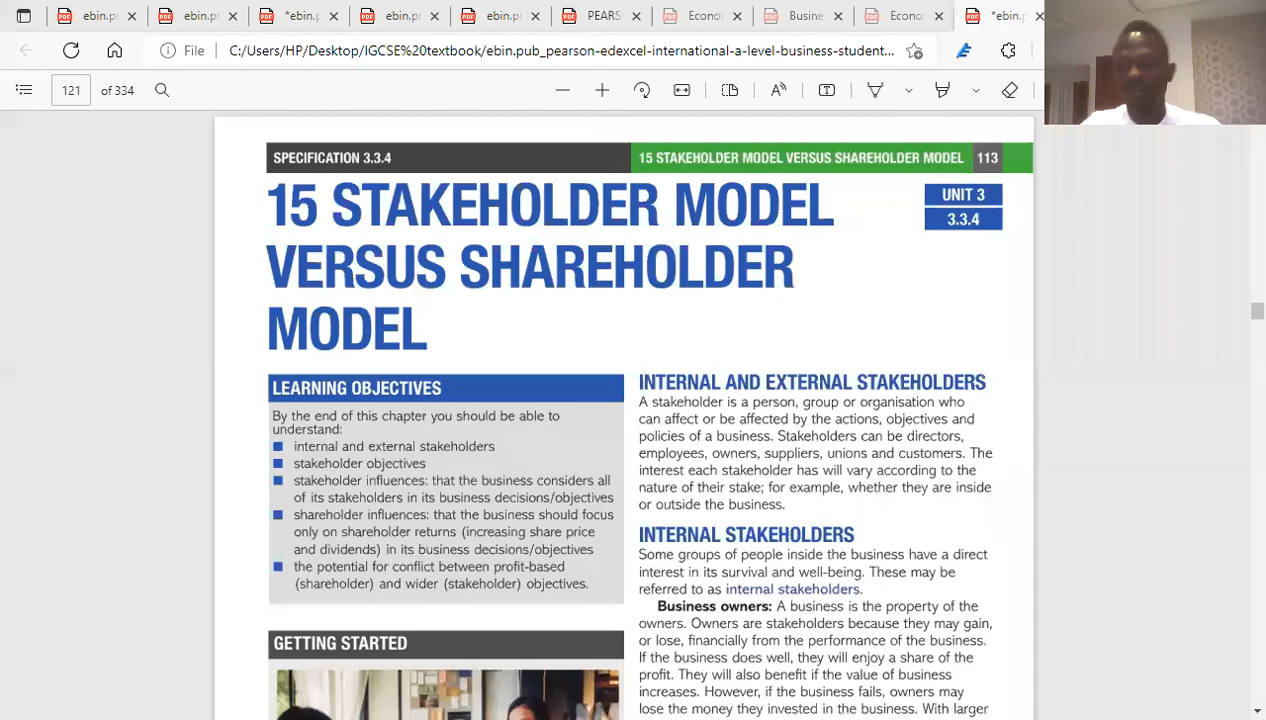 ebin.pu
ebin.pu
*ebin.p
ebin.pu
ebin.pu
PEARS
Econo
Busine
Econo
*ebin.p
File
C:/Users/HP/Desktop/IGCSE%20textbook/ebin.pub_pearson-edexcel-international-a-level-business-student...
121
of 334
SPECIFICATION 3.3.4
15 STAKEHOLDER MODEL VERSUS SHAREHOLDER MODEL 113
15 STAKEHOLDER MODEL
VERSUS SHAREHOLDER
MODEL
UNIT 3
3.3.4
LEARNING OBJECTIVES
By the end of this chapter you should be able to
understand:
internal and external stakeholders
stakeholder objectives
stakeholder influences: that the business considers all
of its stakeholders in its business decisions/objectives
shareholder influences: that the business should focus
only on shareholder returns (increasing share price
and dividends) in its business decisions/objectives
the potential for conflict between profit-based
(shareholder) and wider (stakeholder) objectives.
GETTING STARTED
INTERNAL AND EXTERNAL STAKEHOLDERS
A stakeholder is a person, group or organisation who
can affect or be affected by the actions, objectives and
policies of a business. Stakeholders can be directors,
employees, owners, suppliers, unions and customers. The
interest each stakeholder has will vary according to the
nature of their stake; for example, whether they are inside
or outside the business.
INTERNAL STAKEHOLDERS
Some groups of people inside the business have a direct
interest in its survival and well-being. These may be
referred to as internal stakeholders.
Business owners: A business is the property of the
owners. Owners are stakeholders because they may gain,
or lose, financially from the performance of the business.
If the business does well, they will enjoy a share of the
profit. They will also benefit if the value of business
increases. However, if the business fails, owners may
lose the money they invested in the business. With larger